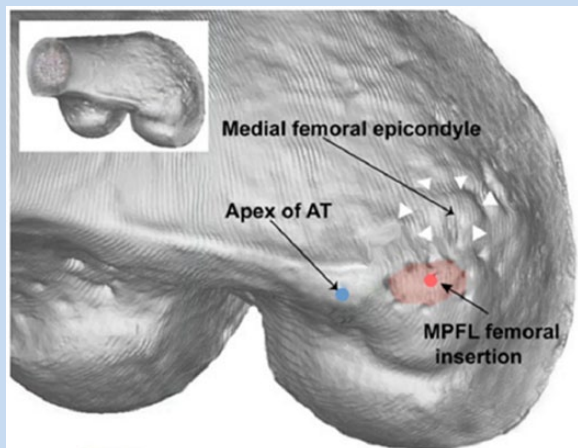 Medial femoral epicondyle
Apex of AT
MPFL femoral
insertion